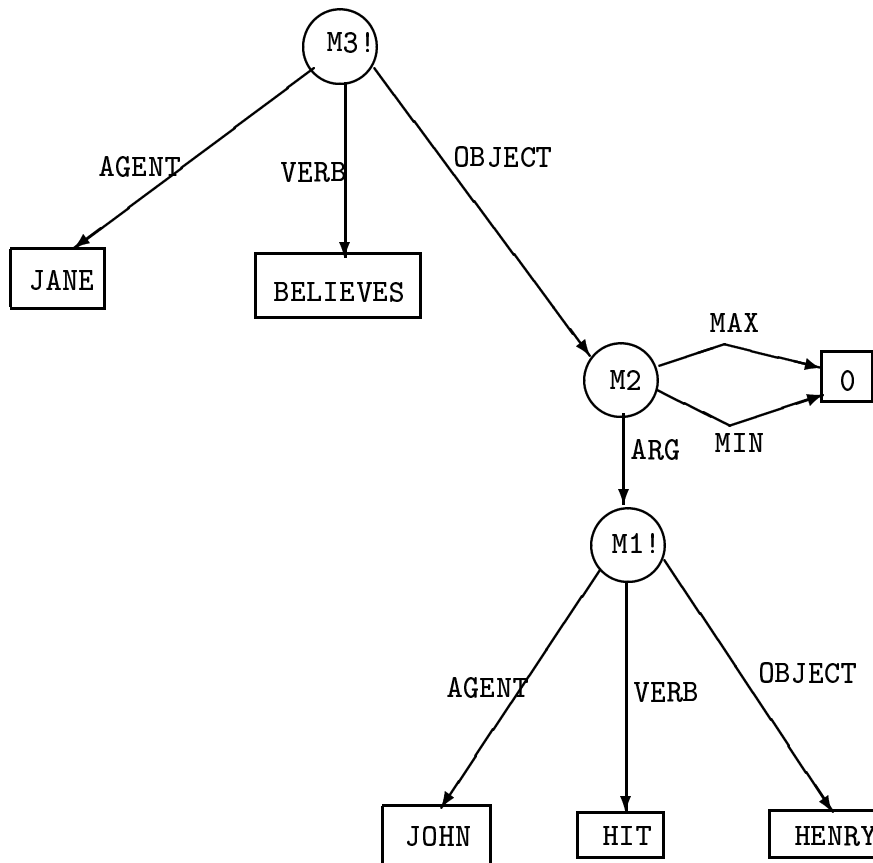 M3!
AGENT
VERB
OBJECT
JANE
BELIEVES
MAX
M2
0
MIN
ARG
M1!
AGENT
VERB
OBJECT
JOHN
HIT
HENRY